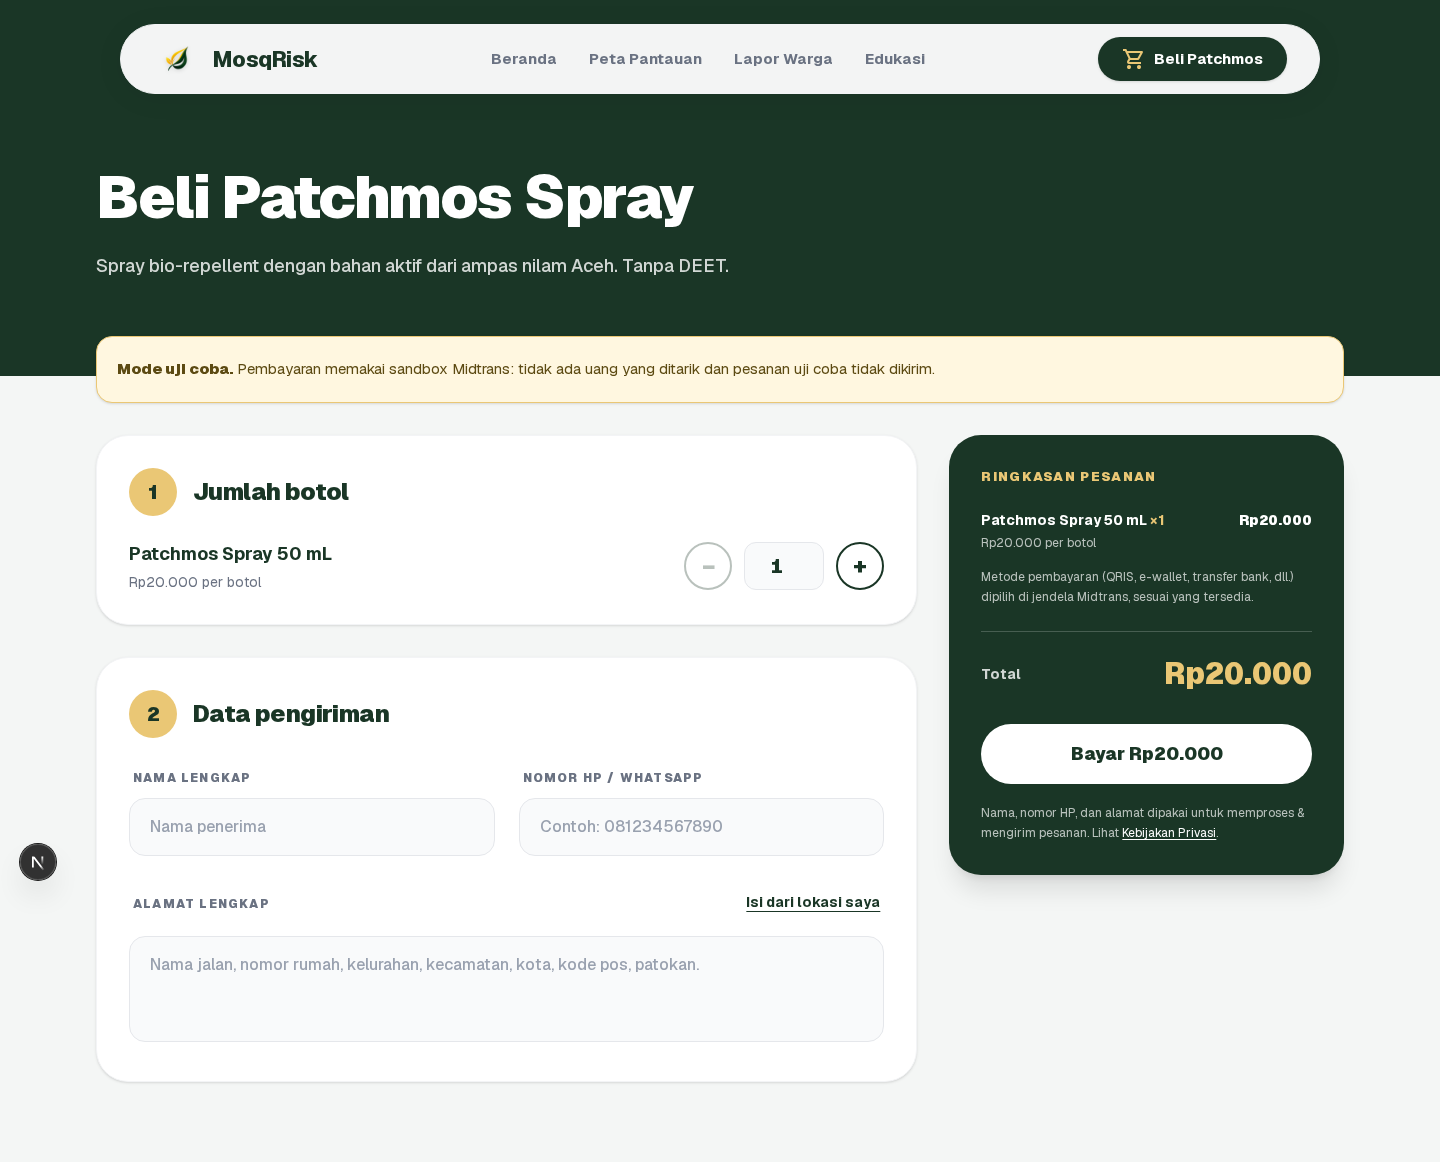 MosqRisk
Beranda
Peta Pantauan
Lapor Warga
Edukasi
Beli Patchmos
Beli Patchmos Spray
Spray bio-repellent dengan bahan aktif dari ampas nilam Aceh. Tanpa DEET.
Mode uji coba. Pembayaran memakai sandbox Midtrans: tidak ada uang yang ditarik dan pesanan uji coba tidak dikirim.
1
Jumlah botol
Patchmos Spray 50 mL
Rp20.000 per botol
−
1
+
2
Data pengiriman
NAMA LENGKAP
Nama penerima
NOMOR HP / WHATSAPP
Contoh: 081234567890
ALAMAT LENGKAP
Isi dari lokasi saya
Nama jalan, nomor rumah, kelurahan, kecamatan, kota, kode pos, patokan.
RINGKASAN PESANAN
Patchmos Spray 50 mL ×1
Rp20.000
Rp20.000 per botol
Metode pembayaran (QRIS, e-wallet, transfer bank, dll.)
dipilih di jendela Midtrans, sesuai yang tersedia.
Total
Rp20.000
Bayar Rp20.000
Nama, nomor HP, dan alamat dipakai untuk memproses &
mengirim pesanan. Lihat Kebijakan Privasi.
N